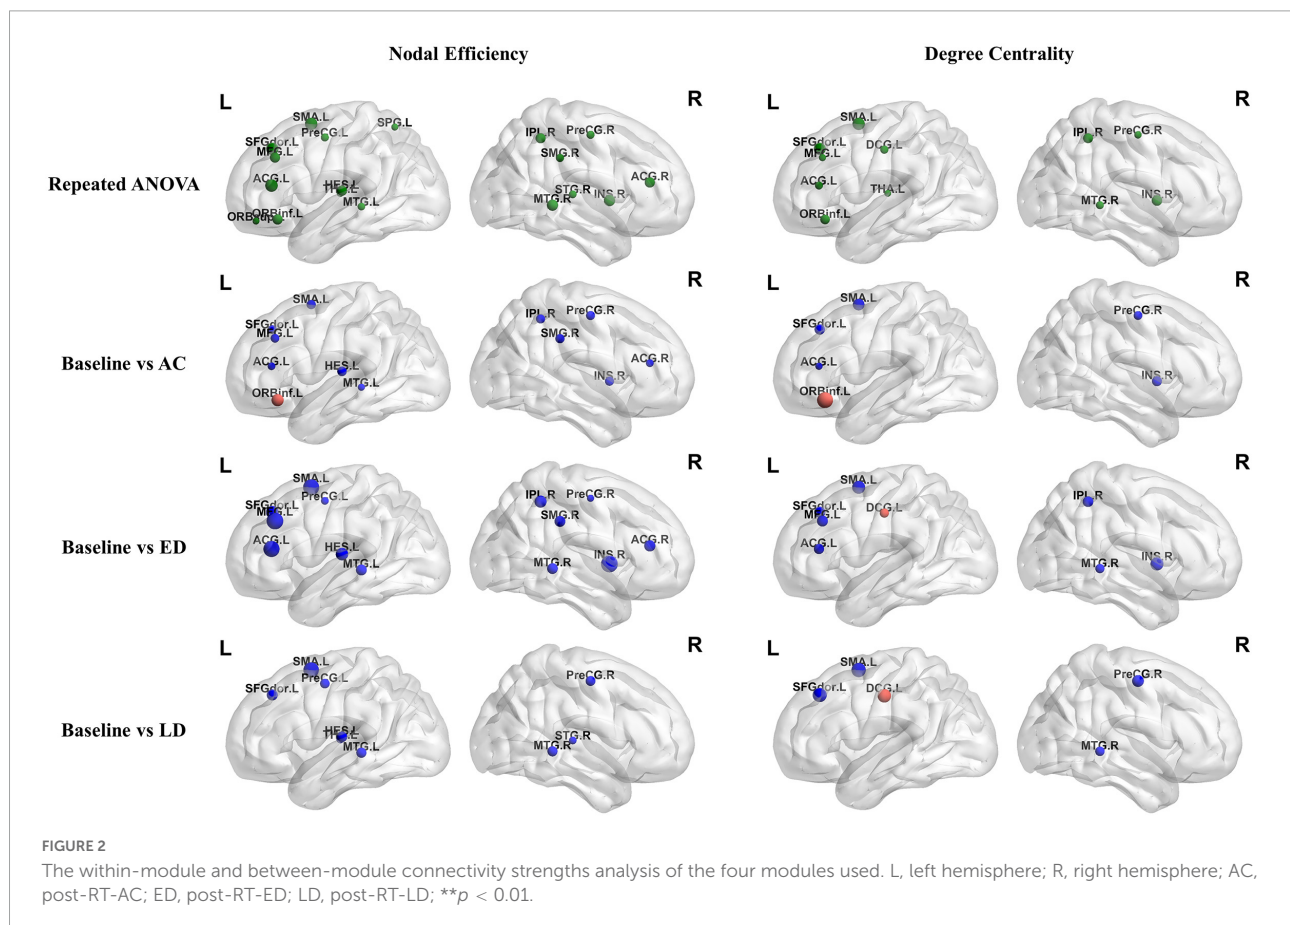 Nodal Efficiency
Degree Centrality
L
R
L
R
Repeated ANOVA
SMA.L
PreCG.L
SPG.L
SFGdor.L
MFG.L
ACG.L
HES.L
MTG.L
ORBinf.L
IPL.R
PreCG.R
SMG.R
ACG.R
STG.R
INS.R
MTG.R
SMA.L
DCG.L
SFGdor.L
MFG.L
ACG.L
THA.L
ORBinf.L
IPL.R
PreCG.R
INS.R
MTG.R
L
R
L
R
Baseline vs AC
SMA.L
SFGdor.L
MFG.L
ACG.L
HES.L
MTG.L
ORBinf.L
IPL.R
PreCG.R
SMG.R
ACG.R
INS.R
SMA.L
SFGdor.L
ACG.L
ORBinf.L
PreCG.R
INS.R
L
R
L
R
Baseline vs ED
SMA.L
PreCG.L
SFGdor.L
MFG.L
ACG.L
HES.L
MTG.L
IPL.R
PreCG.R
SMG.R
ACG.R
INS.R
MTG.R
SMA.L
DCG.L
SFGdor.L
MFG.L
ACG.L
IPL.R
INS.R
MTG.R
L
R
L
R
Baseline vs LD
SMA.L
PreCG.L
SFGdor.L
HES.L
MTG.L
PreCG.R
STG.R
MTG.R
SMA.L
DCG.L
SFGdor.L
PreCG.R
MTG.R
FIGURE 2
The within-module and between-module connectivity strengths analysis of the four modules used. L, left hemisphere; R, right hemisphere; AC,
post-RT-AC; ED, post-RT-ED; LD, post-RT-LD; **p < 0.01.